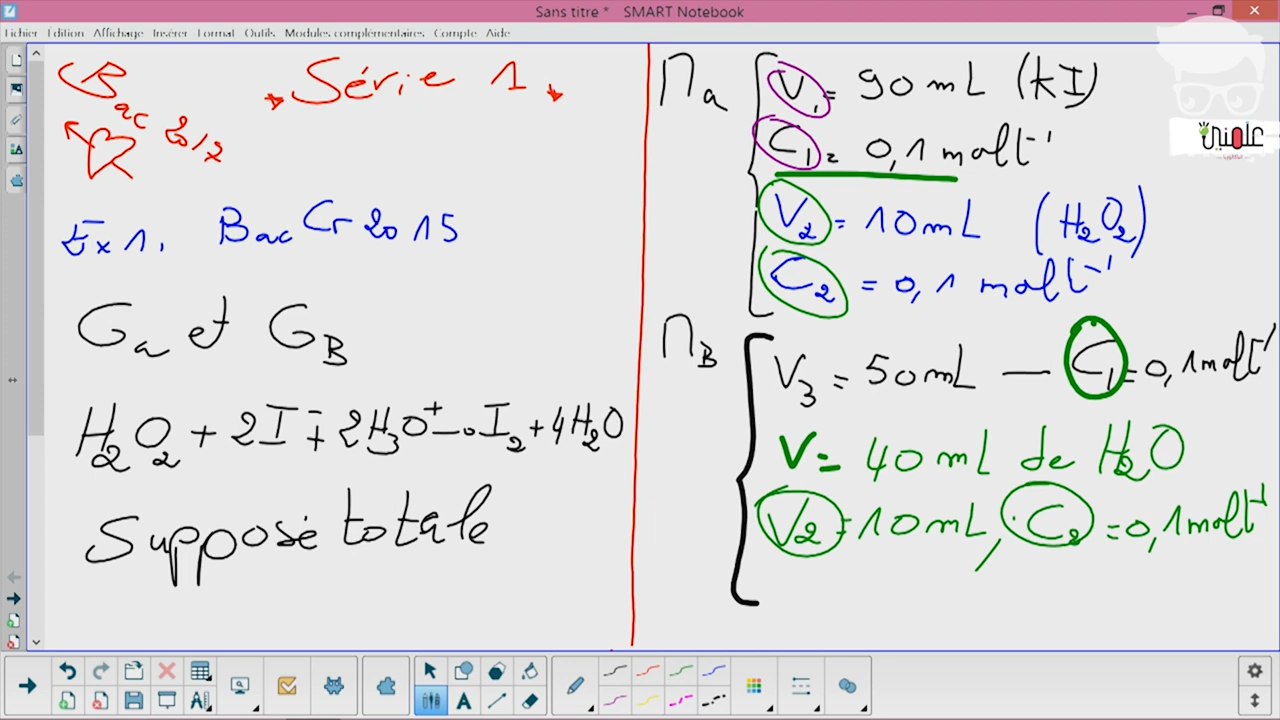 Sans titre * SMART Notebook
Fichier Édition Affichage Insérer Format Outils Modules complémentaires Compte Aide
Série 1
Bac 2012
Ex 1. Bac Cr 2015
Ga et GB
H2O2 + 2I- + 2H3O+ → I2 + 4H2O
Supposé totale
Ma
V1 = 90 mL (kI)
C1 = 0,1 mol L-1
V2 = 10 mL (H2O2)
C2 = 0,1 mol L-1
MB
V3 = 50 mL — C1 = 0,1 mol L-1
V = 40 mL de H2O
V2 = 10 mL, C2 = 0,1 mol L-1
علمني